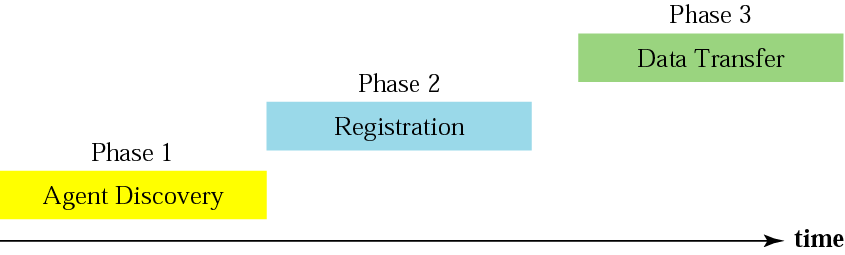 Phase 3
Data Transfer
Phase 2
Registration
Phase 1
Agent Discovery
time